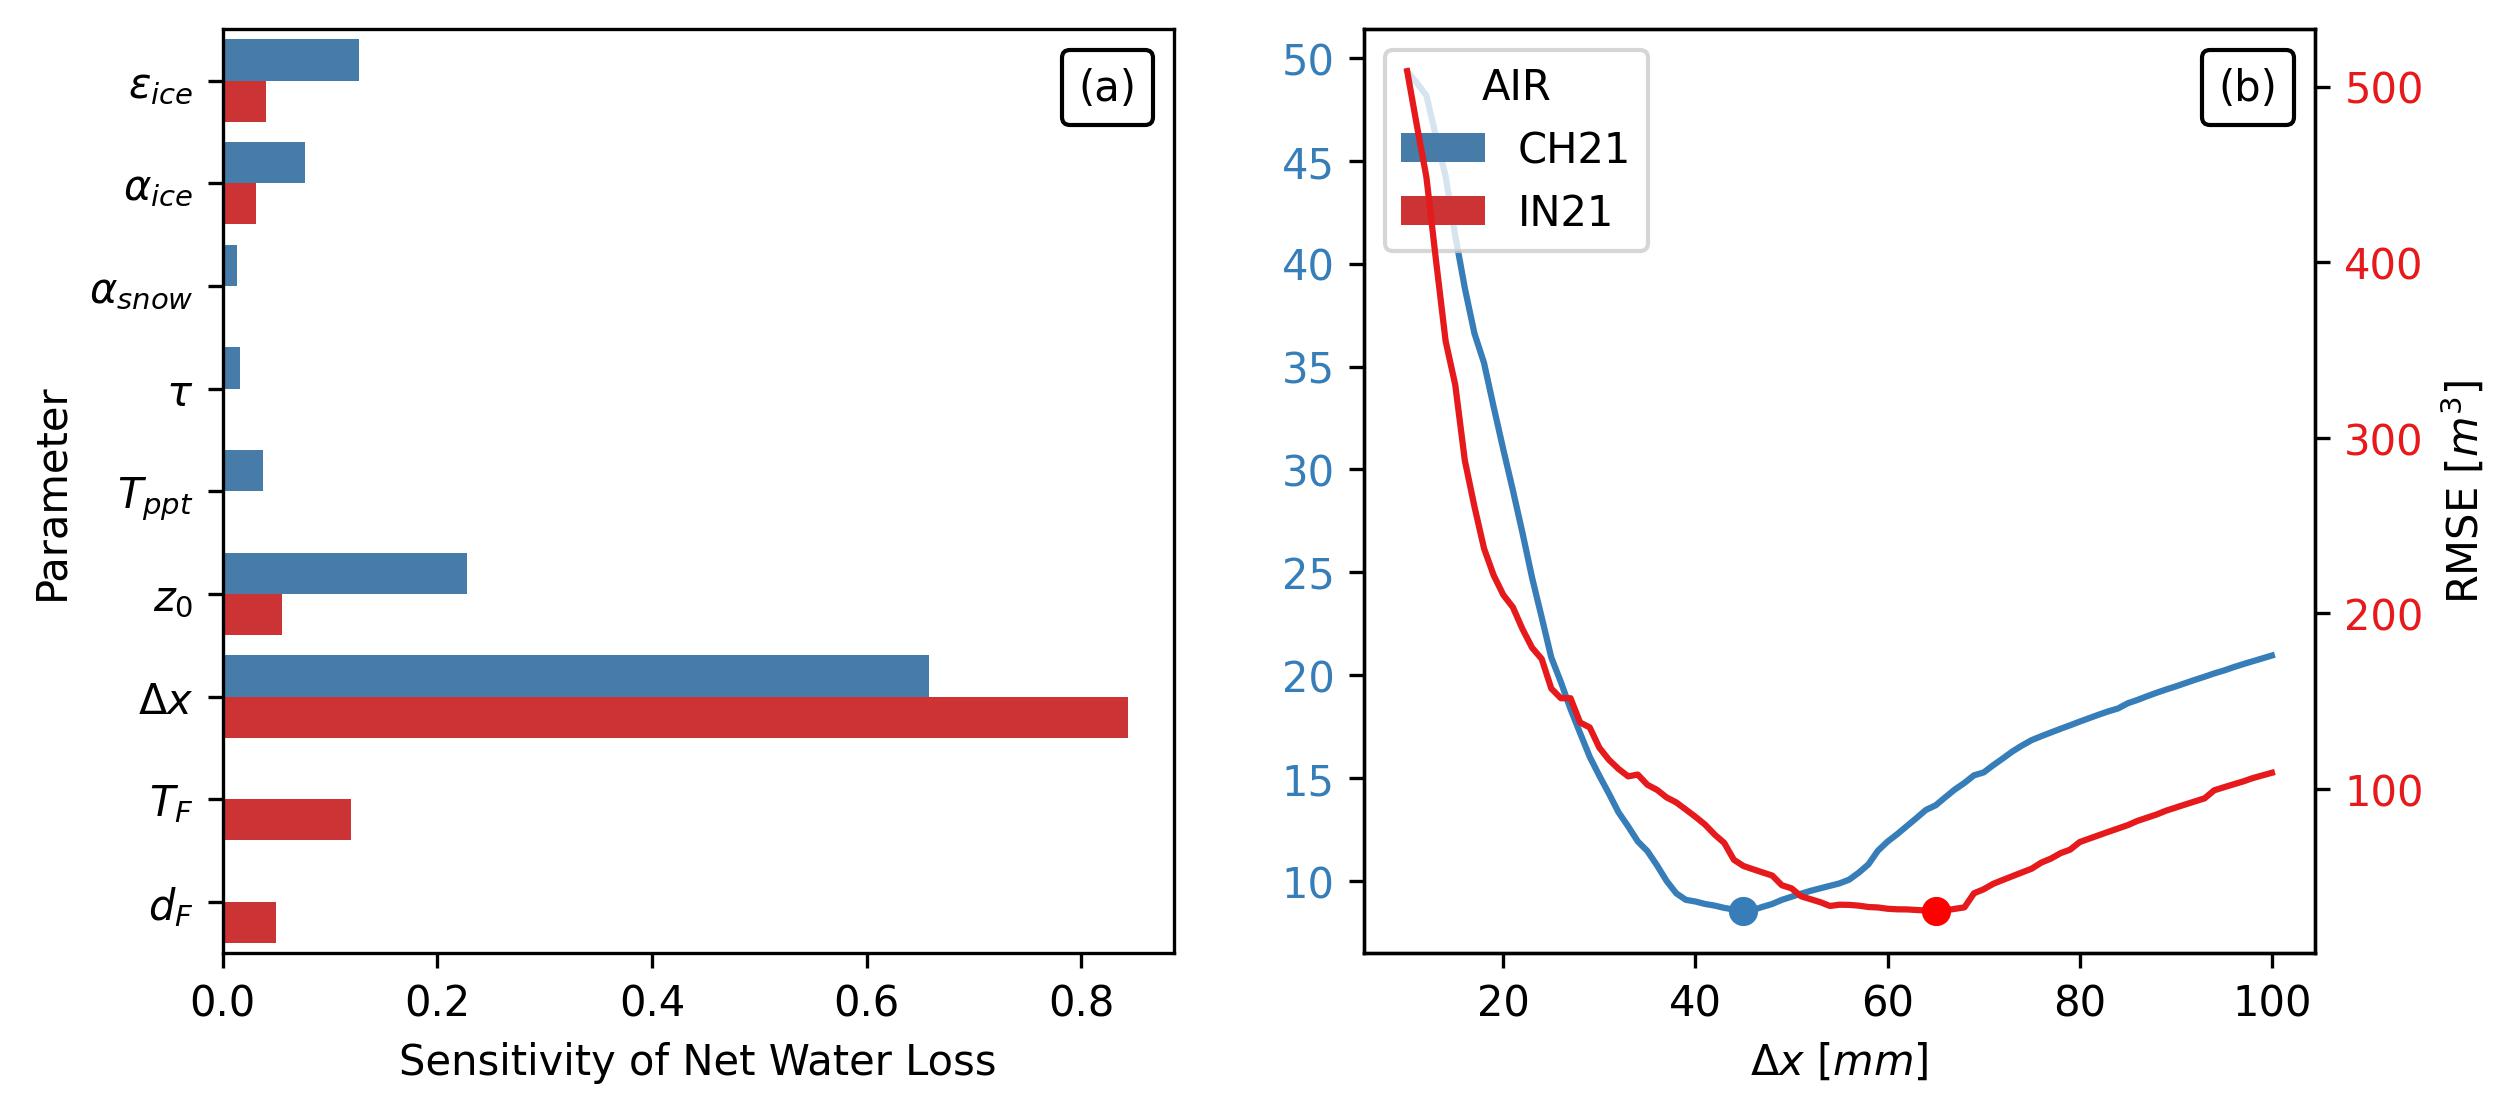 Parameter
ε_ice
α_ice
α_snow
τ
T_ppt
z_0
Δx
T_F
d_F
0.0 0.2 0.4 0.6 0.8
Sensitivity of Net Water Loss
(a)
50
45
40
35
30
25
20
15
10
AIR
CH21
IN21
(b)
500
400
300
200
100
RMSE [m³]
20 40 60 80 100
Δx [mm]